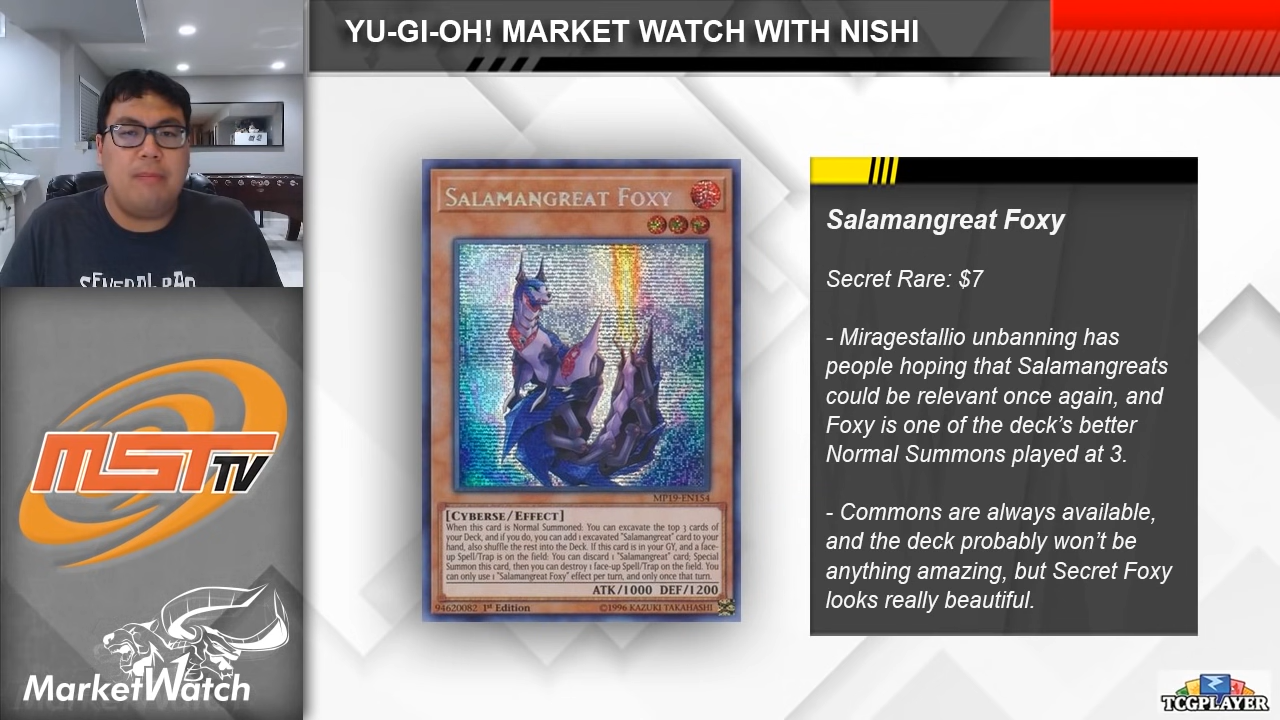 YU-GI-OH! MARKET WATCH WITH NISHI
MST TV
MarketWatch
SALAMANGREAT FOXY
MP19-EN154
[CYBERSE/EFFECT]
When this card is Normal Summoned: You can excavate the top 3 cards of
your Deck, and if you do, you can add 1 excavated "Salamangreat" card to your
hand, also shuffle the rest into the Deck. If this card is in your GY, and a face-
up Spell/Trap is on the field: You can discard 1 "Salamangreat" card; Special
Summon this card, then you can destroy 1 face-up Spell/Trap on the field. You
can only use 1 "Salamangreat Foxy" effect per turn, and only once that turn.
ATK/1000 DEF/1200
94620082 1st Edition ©1996 KAZUKI TAKAHASHI
Salamangreat Foxy
Secret Rare: $7
- Miragestallio unbanning has
people hoping that Salamangreats
could be relevant once again, and
Foxy is one of the deck's better
Normal Summons played at 3.
- Commons are always available,
and the deck probably won't be
anything amazing, but Secret Foxy
looks really beautiful.
TCGPLAYER